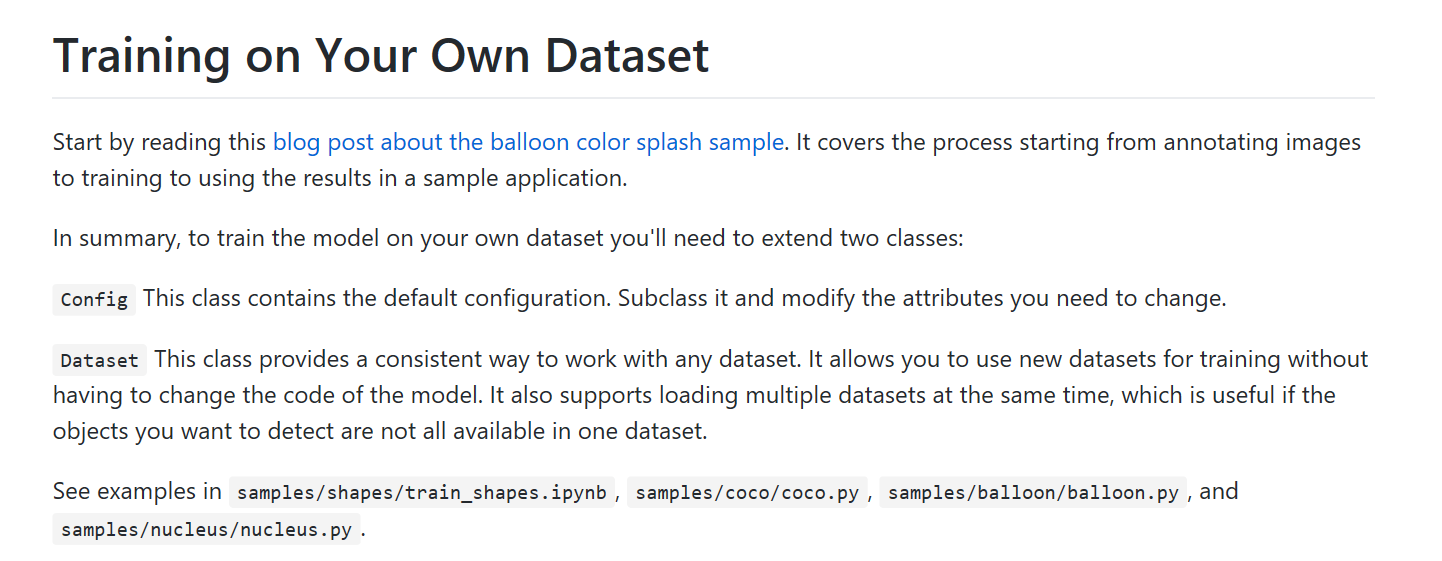 Training on Your Own Dataset
Start by reading this blog post about the balloon color splash sample. It covers the process starting from annotating images
to training to using the results in a sample application.
In summary, to train the model on your own dataset you'll need to extend two classes:
Config This class contains the default configuration. Subclass it and modify the attributes you need to change.
Dataset This class provides a consistent way to work with any dataset. It allows you to use new datasets for training without
having to change the code of the model. It also supports loading multiple datasets at the same time, which is useful if the
objects you want to detect are not all available in one dataset.
See examples in samples/shapes/train_shapes.ipynb, samples/coco/coco.py, samples/balloon/balloon.py, and
samples/nucleus/nucleus.py.